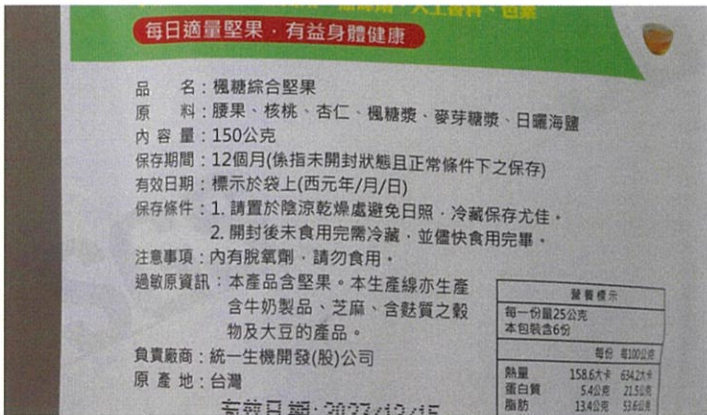 每日適量堅果．有益身體健康
品　　名：楓糖綜合堅果
原　　料：腰果、核桃、杏仁、楓糖漿、麥芽糖漿、日曬海鹽
內 容 量：150公克
保存期間：12個月(係指未開封狀態且正常條件下之保存)
有效日期：標示於袋上(西元年/月/日)
保存條件：1. 請置於陰涼乾燥處避免日照，冷藏保存尤佳。
2. 開封後未食用完需冷藏，並儘快食用完畢。
注意事項：內有脫氧劑，請勿食用。
過敏原資訊：本產品含堅果。本生產線亦生產
含牛奶製品、芝麻、含麩質之穀
物及大豆的產品。
負責廠商：統一生機開發(股)公司
原 產 地：台灣
營養標示
每一份量25公克
本包裝含6份
每份 每100公克
熱量 158.6大卡 634.2大卡
蛋白質 5.4公克 21.5公克
脂肪 13.4公克 53.6公克